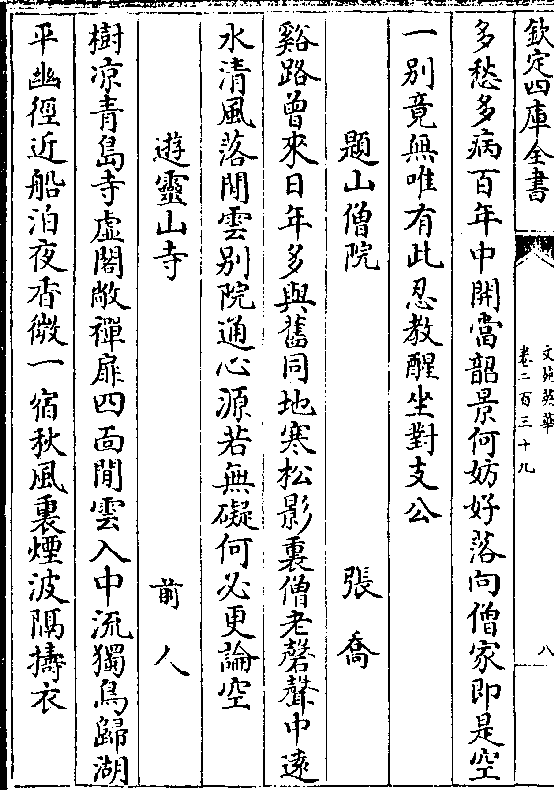 欽定四庫全書
文苑英華
卷二百三十九
八
多愁多病百年中開當韶景何妨好落向僧家即是空
一別竟無唯有此忍教醒坐對支公
題山僧院 張喬
谿路曾來日年多與舊同地寒松影裏僧老磬聲中遠
水清風落閒雲別院通心源若無礙何必更論空
遊靈山寺 前人
樹凉青島寺虛閣敞禪扉四面閒雲入中流獨鳥歸湖
平幽徑近船泊夜香微一宿秋風裏煙波隔擣衣